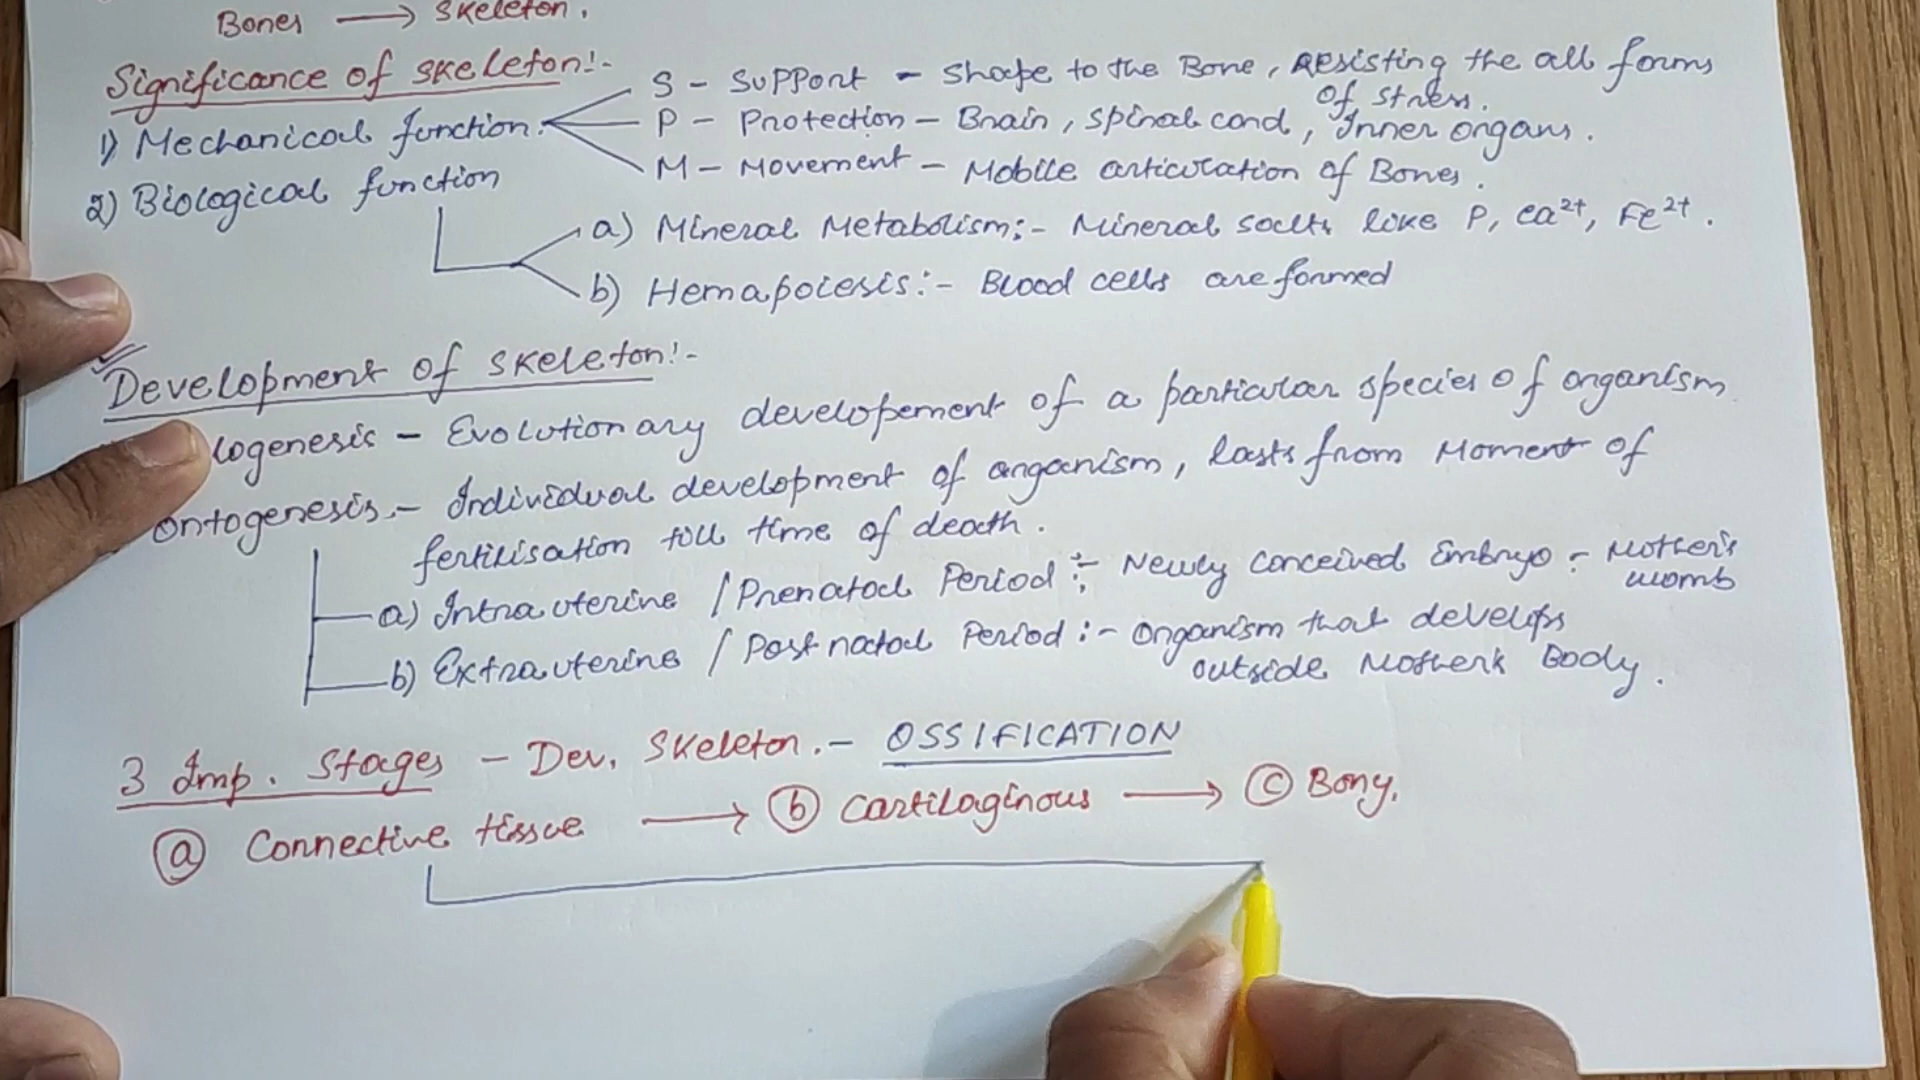 Bones → Skeleton.
Significance of skeleton:-
1) Mechanical function:
S - Support - Shape to the Bone, resisting the all forms of stress.
P - Protection - Brain, spinal cord, Inner organs.
M - Movement - Mobile articulation of Bones.
2) Biological function
a) Mineral Metabolism:- Mineral salts like P, Ca²⁺, Fe²⁺.
b) Hemapoiesis:- Blood cells are formed
Development of skeleton:-
logenesis - Evolutionary developement of a particular species of organism
Ontogenesis - Individual development of organism, lasts from Moment of
fertilisation till time of death.
a) Intrauterine / Prenatal Period :- Newly conceived Embryo - Mother's womb
b) Extrauterine / Postnatal Period :- Organism that develops
outside Mother's Body.
3 Imp. Stages - Dev. Skeleton. - OSSIFICATION
a Connective tissue → b Cartilaginous → c Bony.